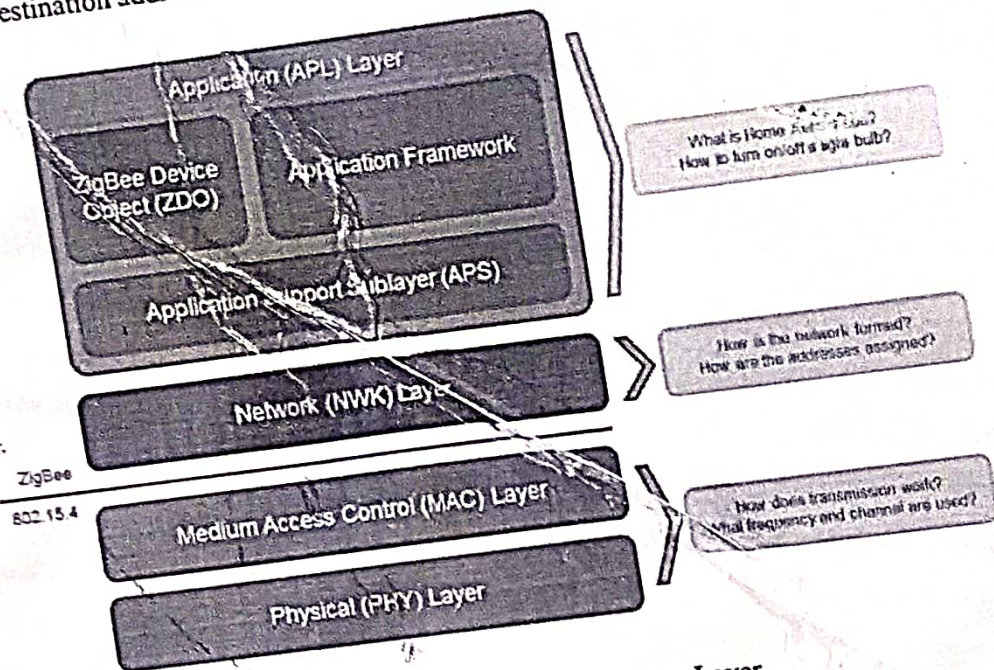 estination
Application (APL) Layer
ZigBee Device
Object (ZDO)
Application Framework
Application Support Sublayer (APS)
What is Home
How to turn on/off a light bulb?
Network (NWK) Layer
How is the network formed?
How are the addresses assigned?
ZigBee
802.15.4
Medium Access Control (MAC) Layer
Physical (PHY) Layer
How does transmission work?
What frequency and channel are used?
Layer